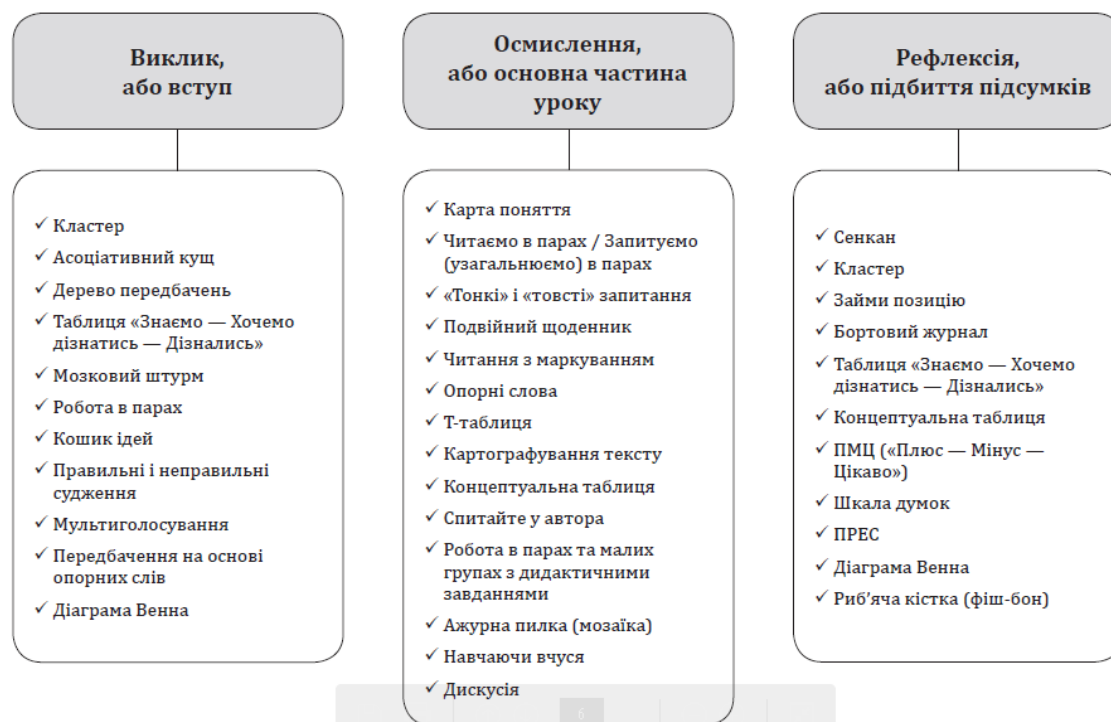 Виклик,
або вступ
✓ Кластер
✓ Асоціативний кущ
✓ Дерево передбачень
✓ Таблиця «Знаємо — Хочемо
дізнатись — Дізнались»
✓ Мозковий штурм
✓ Робота в парах
✓ Кошик ідей
✓ Правильні і неправильні
судження
✓ Мультиголосування
✓ Передбачення на основі
опорних слів
✓ Діаграма Венна
Осмислення,
або основна частина
уроку
✓ Карта поняття
✓ Читаємо в парах / Запитуємо
(узагальнюємо) в парах
✓ «Тонкі» і «товсті» запитання
✓ Подвійний щоденник
✓ Читання з маркуванням
✓ Опорні слова
✓ Т-таблиця
✓ Картографування тексту
✓ Концептуальна таблиця
✓ Спитайте у автора
✓ Робота в парах та малих
групах з дидактичними
завданнями
✓ Ажурна пилка (мозаїка)
✓ Навчаючи вчуся
✓ Дискусія
6
Рефлексія,
або підбиття підсумків
✓ Сенкан
✓ Кластер
✓ Займи позицію
✓ Бортовий журнал
✓ Таблиця «Знаємо — Хочемо
дізнатись — Дізнались»
✓ Концептуальна таблиця
✓ ПМЦ («Плюс — Мінус —
Цікаво»)
✓ Шкала думок
✓ ПРЕС
✓ Діаграма Венна
✓ Риб’яча кістка (фіш-бон)